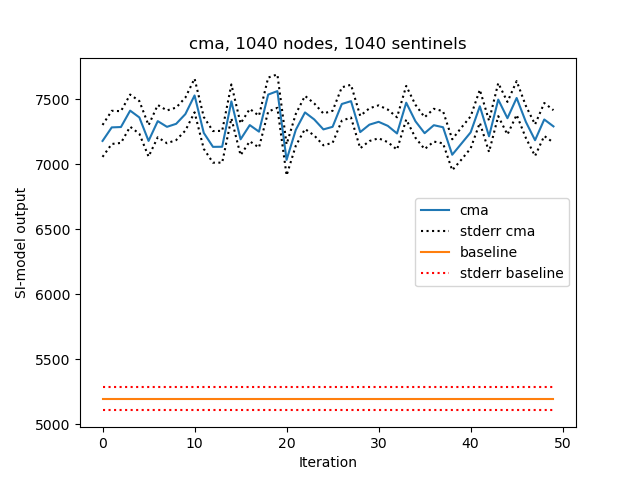 cma, 1040 nodes, 1040 sentinels
SI-model output
7500
7000
6500
6000
5500
5000
cma
stderr cma
baseline
stderr baseline
0 10 20 30 40 50
Iteration